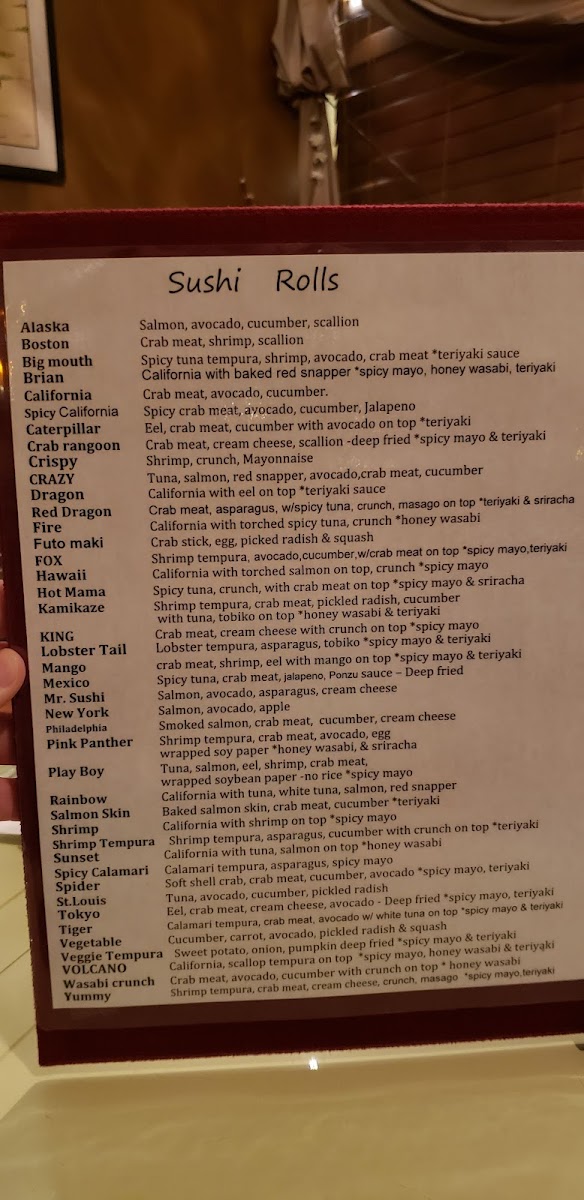 Sushi Rolls
Alaska Salmon, avocado, cucumber, scallion
Boston Crab meat, shrimp, scallion
Big mouth Spicy tuna tempura, shrimp, avocado, crab meat *teriyaki sauce
Brian California with baked red snapper *spicy mayo, honey wasabi, teriyaki
California Crab meat, avocado, cucumber.
Spicy California Spicy crab meat, avocado, cucumber, Jalapeno
Caterpillar Eel, crab meat, cucumber with avocado on top *teriyaki
Crab rangoon Crab meat, cream cheese, scallion -deep fried *spicy mayo & teriyaki
Crispy Shrimp, crunch, Mayonnaise
CRAZY Tuna, salmon, red snapper, avocado,crab meat, cucumber
Dragon California with eel on top *teriyaki sauce
Red Dragon Crab meat, asparagus, w/spicy tuna, crunch, masago on top *teriyaki & sriracha
Fire California with torched spicy tuna, crunch *honey wasabi
Futo maki Crab stick, egg, picked radish & squash
FOX Shrimp tempura, avocado,cucumber,w/crab meat on top *spicy mayo,teriyaki
Hawaii California with torched salmon on top, crunch *spicy mayo
Hot Mama Spicy tuna, crunch, with crab meat on top *spicy mayo & sriracha
Kamikaze Shrimp tempura, crab meat, pickled radish, cucumber
with tuna, tobiko on top *honey wasabi & teriyaki
KING Crab meat, cream cheese with crunch on top *spicy mayo
Lobster Tail Lobster tempura, asparagus, tobiko *spicy mayo & teriyaki
Mango crab meat, shrimp, eel with mango on top *spicy mayo & teriyaki
Mexico Spicy tuna, crab meat, jalapeno, Ponzu sauce – Deep fried
Mr. Sushi Salmon, avocado, asparagus, cream cheese
New York Salmon, avocado, apple
Philadelphia Smoked salmon, crab meat, cucumber, cream cheese
Pink Panther Shrimp tempura, crab meat, avocado, egg
wrapped soy paper *honey wasabi, & sriracha
Play Boy Tuna, salmon, eel, shrimp, crab meat,
wrapped soybean paper -no rice *spicy mayo
Rainbow California with tuna, white tuna, salmon, red snapper
Salmon Skin Baked salmon skin, crab meat, cucumber *teriyaki
Shrimp California with shrimp on top *spicy mayo
Shrimp Tempura Shrimp tempura, asparagus, cucumber with crunch on top *teriyaki
Sunset California with tuna, salmon on top *honey wasabi
Spicy Calamari Calamari tempura, asparagus, spicy mayo
Spider Soft shell crab, crab meat, cucumber, avocado *spicy mayo, teriyaki
St.Louis Tuna, avocado, cucumber, pickled radish
Tokyo Eel, crab meat, cream cheese, avocado - Deep fried *spicy mayo, teriyaki
Tiger Calamari tempura, crab meat, avocado w/ white tuna on top *spicy mayo & teriyaki
Vegetable Cucumber, carrot, avocado, pickled radish & squash
Veggie Tempura Sweet potato, onion, pumpkin deep fried *spicy mayo & teriyaki
VOLCANO California, scallop tempura on top *spicy mayo, honey wasabi & teriyaki
Wasabi crunch Crab meat, avocado, cucumber with crunch on top * honey wasabi
Yummy Shrimp tempura, crab meat, cream cheese, crunch, masago *spicy mayo,teriyaki